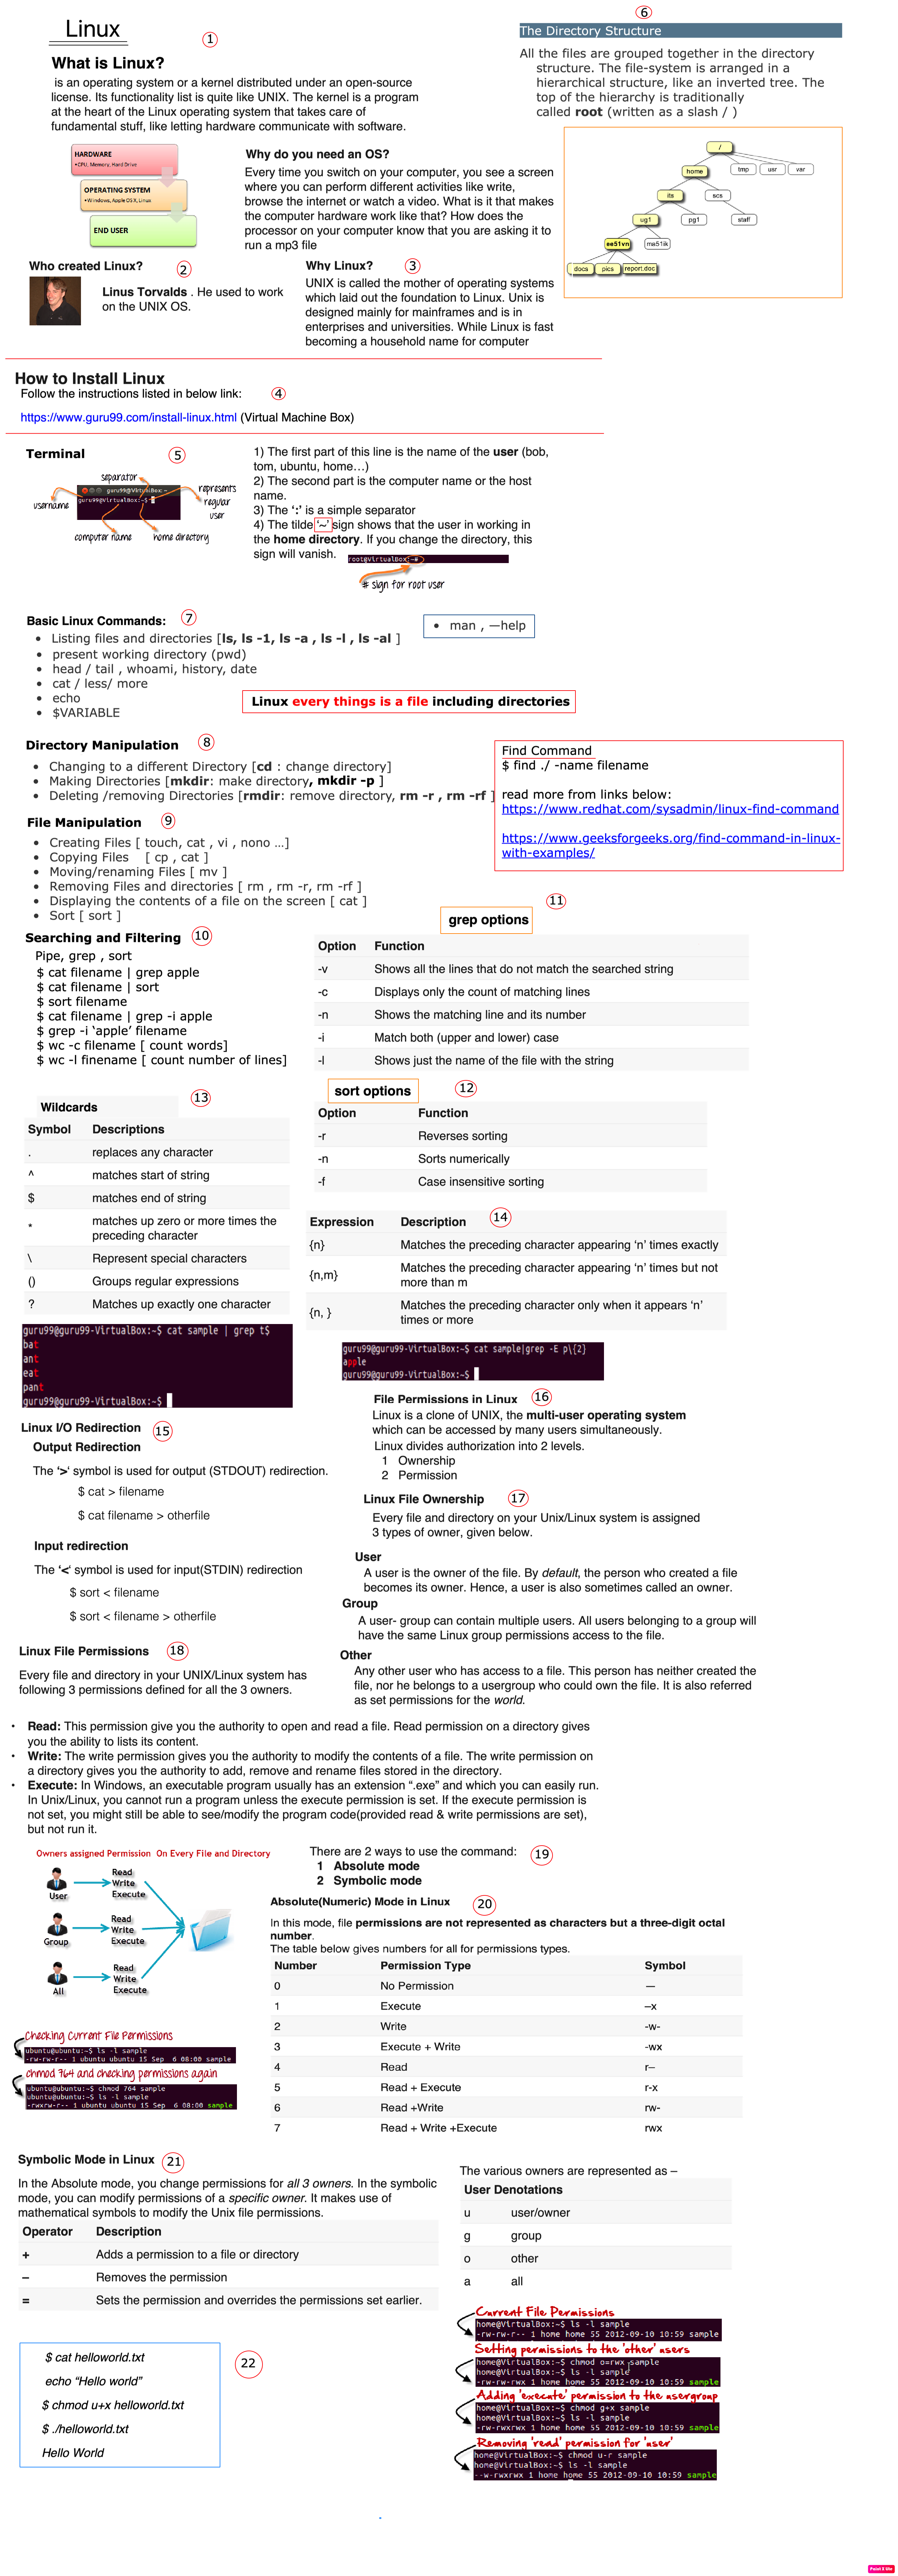 Linux
1
What is Linux?
is an operating system or a kernel distributed under an open-source
license. Its functionality list is quite like UNIX. The kernel is a program
at the heart of the Linux operating system that takes care of
fundamental stuff, like letting hardware communicate with software.
HARDWARE
•CPU, Memory, Hard Drive
OPERATING SYSTEM
•Windows, Apple OS X, Linux
END USER
Why do you need an OS?
Every time you switch on your computer, you see a screen
where you can perform different activities like write,
browse the internet or watch a video. What is it that makes
the computer hardware work like that? How does the
processor on your computer know that you are asking it to
run a mp3 file
6
The Directory Structure
All the files are grouped together in the directory
structure. The file-system is arranged in a
hierarchical structure, like an inverted tree. The
top of the hierarchy is traditionally
called root (written as a slash / )
/
home tmp usr var
its scs
ug1 pg1 staff
ee51vn ma51ik
docs pics report.doc
Who created Linux?
2
Linus Torvalds . He used to work
on the UNIX OS.
Why Linux?
3
UNIX is called the mother of operating systems
which laid out the foundation to Linux. Unix is
designed mainly for mainframes and is in
enterprises and universities. While Linux is fast
becoming a household name for computer
How to Install Linux
Follow the instructions listed in below link:
4
https://www.guru99.com/install-linux.html (Virtual Machine Box)
Terminal
5
separator
guru99@VirtualBox: ~
guru99@VirtualBox:~$
username
represents
regular
user
computer name
home directory
1) The first part of this line is the name of the user (bob,
tom, ubuntu, home…)
2) The second part is the computer name or the host
name.
3) The ‘:’ is a simple separator
4) The tilde '~' sign shows that the user in working in
the home directory. If you change the directory, this
sign will vanish.
root@VirtualBox:~#
# sign for root user
Basic Linux Commands:
7
• Listing files and directories [ls, ls -1, ls -a , ls -l , ls -al ]
• present working directory (pwd)
• head / tail , whoami, history, date
• cat / less/ more
• echo
• $VARIABLE
• man , —help
Linux every things is a file including directories
Directory Manipulation
8
• Changing to a different Directory [cd : change directory]
• Making Directories [mkdir: make directory, mkdir -p ]
• Deleting /removing Directories [rmdir: remove directory, rm -r , rm -rf ]
Find Command
$ find ./ -name filename
read more from links below:
https://www.redhat.com/sysadmin/linux-find-command
https://www.geeksforgeeks.org/find-command-in-linux-
with-examples/
File Manipulation
9
• Creating Files [ touch, cat , vi , nono …]
• Copying Files [ cp , cat ]
• Moving/renaming Files [ mv ]
• Removing Files and directories [ rm , rm -r, rm -rf ]
• Displaying the contents of a file on the screen [ cat ]
• Sort [ sort ]
Searching and Filtering
10
Pipe, grep , sort
$ cat filename | grep apple
$ cat filename | sort
$ sort filename
$ cat filename | grep -i apple
$ grep -i ‘apple’ filename
$ wc -c filename [ count words]
$ wc -l finename [ count number of lines]
11
grep options
Option Function
-v Shows all the lines that do not match the searched string
-c Displays only the count of matching lines
-n Shows the matching line and its number
-i Match both (upper and lower) case
-l Shows just the name of the file with the string
sort options
12
Option Function
-r Reverses sorting
-n Sorts numerically
-f Case insensitive sorting
13
Wildcards
Symbol Descriptions
. replaces any character
^ matches start of string
$ matches end of string
* matches up zero or more times the
preceding character
\ Represent special characters
() Groups regular expressions
? Matches up exactly one character
guru99@guru99-VirtualBox:~$ cat sample | grep t$
bat
ant
eat
pant
guru99@guru99-VirtualBox:~$
14
Expression Description
{n} Matches the preceding character appearing ‘n’ times exactly
{n,m} Matches the preceding character appearing ‘n’ times but not
more than m
{n, } Matches the preceding character only when it appears ‘n’
times or more
guru99@guru99-VirtualBox:~$ cat sample|grep -E p\{2}
apple
guru99@guru99-VirtualBox:~$
Linux I/O Redirection
15
Output Redirection
The ‘>‘ symbol is used for output (STDOUT) redirection.
$ cat > filename
$ cat filename > otherfile
Input redirection
The ‘<‘ symbol is used for input(STDIN) redirection
$ sort < filename
$ sort < filename > otherfile
File Permissions in Linux
16
Linux is a clone of UNIX, the multi-user operating system
which can be accessed by many users simultaneously.
Linux divides authorization into 2 levels.
1 Ownership
2 Permission
Linux File Ownership
17
Every file and directory on your Unix/Linux system is assigned
3 types of owner, given below.
User
A user is the owner of the file. By default, the person who created a file
becomes its owner. Hence, a user is also sometimes called an owner.
Group
A user- group can contain multiple users. All users belonging to a group will
have the same Linux group permissions access to the file.
Other
Any other user who has access to a file. This person has neither created the
file, nor he belongs to a usergroup who could own the file. It is also referred
as set permissions for the world.
Linux File Permissions
18
Every file and directory in your UNIX/Linux system has
following 3 permissions defined for all the 3 owners.
• Read: This permission give you the authority to open and read a file. Read permission on a directory gives
you the ability to lists its content.
• Write: The write permission gives you the authority to modify the contents of a file. The write permission on
a directory gives you the authority to add, remove and rename files stored in the directory.
• Execute: In Windows, an executable program usually has an extension “.exe” and which you can easily run.
In Unix/Linux, you cannot run a program unless the execute permission is set. If the execute permission is
not set, you might still be able to see/modify the program code(provided read & write permissions are set),
but not run it.
Owners assigned Permission On Every File and Directory
User
Read
Write
Execute
Group
Read
Write
Execute
All
Read
Write
Execute
There are 2 ways to use the command:
19
1 Absolute mode
2 Symbolic mode
Absolute(Numeric) Mode in Linux
20
In this mode, file permissions are not represented as characters but a three-digit octal
number.
The table below gives numbers for all for permissions types.
Number Permission Type Symbol
0 No Permission —
1 Execute –x
2 Write -w-
3 Execute + Write -wx
4 Read r–
5 Read + Execute r-x
6 Read +Write rw-
7 Read + Write +Execute rwx
Checking Current File Permissions
ubuntu@ubuntu:~$ ls -l sample
-rw-rw-r-- 1 ubuntu ubuntu 15 Sep 6 08:00 sample
chmod 764 and checking permissions again
ubuntu@ubuntu:~$ chmod 764 sample
ubuntu@ubuntu:~$ ls -l sample
-rwxrw-r-- 1 ubuntu ubuntu 15 Sep 6 08:00 sample
Symbolic Mode in Linux
21
In the Absolute mode, you change permissions for all 3 owners. In the symbolic
mode, you can modify permissions of a specific owner. It makes use of
mathematical symbols to modify the Unix file permissions.
Operator Description
+ Adds a permission to a file or directory
– Removes the permission
= Sets the permission and overrides the permissions set earlier.
The various owners are represented as –
User Denotations
u user/owner
g group
o other
a all
Current File Permissions
home@VirtualBox:~$ ls -l sample
-rw-rw-r-- 1 home home 55 2012-09-10 10:59 sample
Setting permissions to the 'other' users
home@VirtualBox:~$ chmod o=rwx sample
home@VirtualBox:~$ ls -l sample
-rw-rw-rwx 1 home home 55 2012-09-10 10:59 sample
Adding 'execute' permission to the usergroup
home@VirtualBox:~$ chmod g+x sample
home@VirtualBox:~$ ls -l sample
-rw-rwxrwx 1 home home 55 2012-09-10 10:59 sample
Removing 'read' permission for 'user'
home@VirtualBox:~$ chmod u-r sample
home@VirtualBox:~$ ls -l sample
--w-rwxrwx 1 home home 55 2012-09-10 10:59 sample
22
$ cat helloworld.txt
echo “Hello world”
$ chmod u+x helloworld.txt
$ ./helloworld.txt
Hello World
Paint X lite